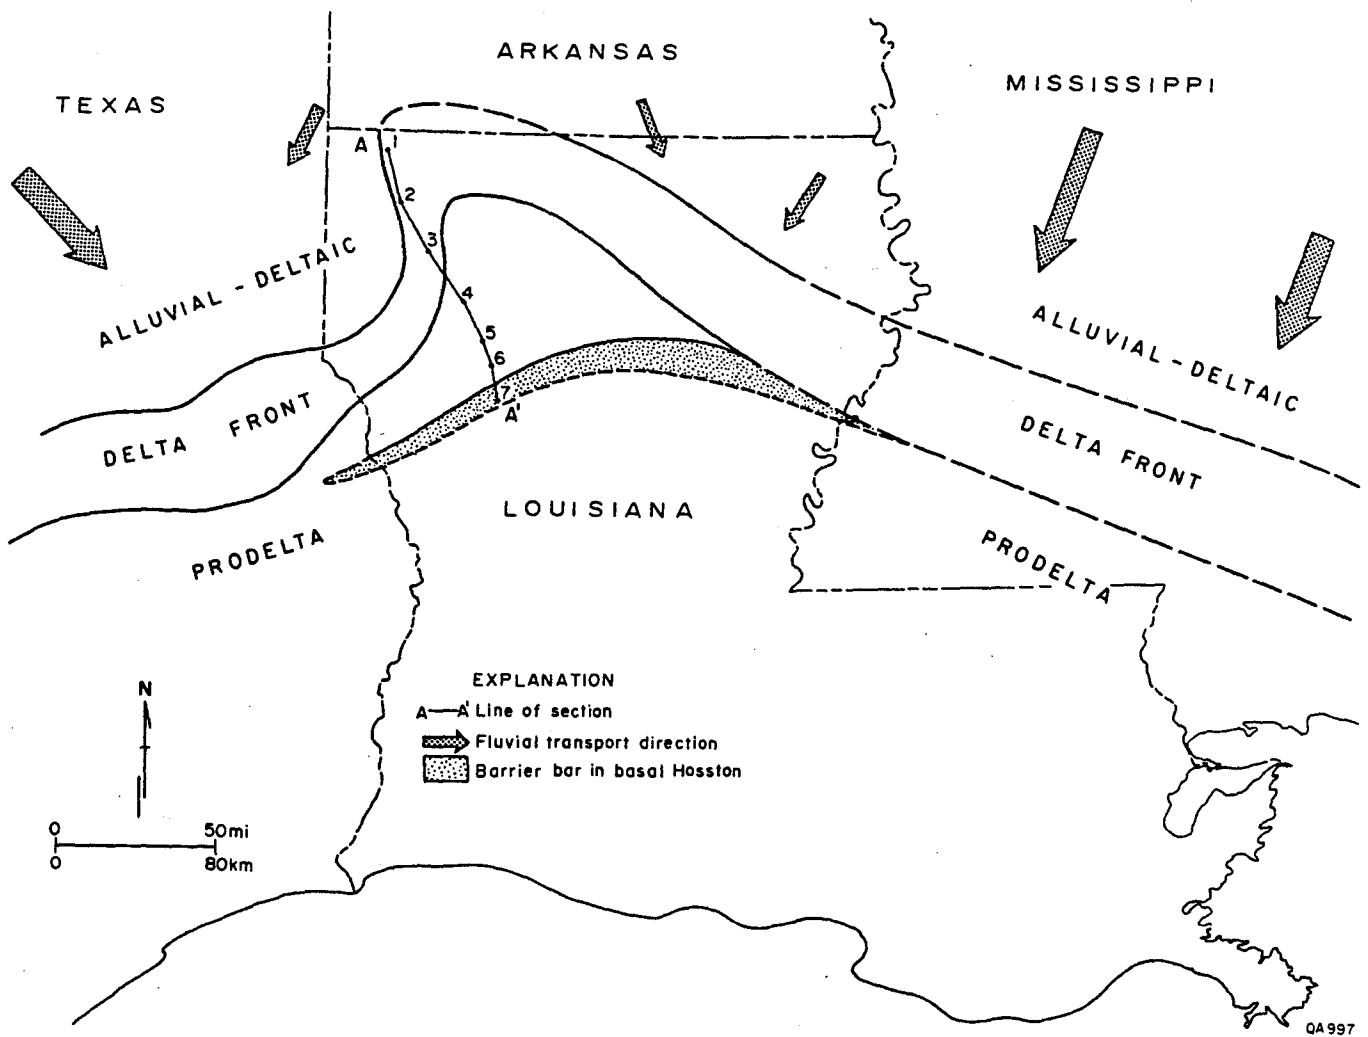 ARKANSAS
TEXAS
MISSISSIPPI
A
1
2
3
4
5
6
7
A'
ALLUVIAL - DELTAIC
DELTA FRONT
PRODELTA
LOUISIANA
ALLUVIAL - DELTAIC
DELTA FRONT
PRODELTA
N
0 50mi
0 80km
EXPLANATION
A—A' Line of section
Fluvial transport direction
Barrier bar in basal Hosston
QA997